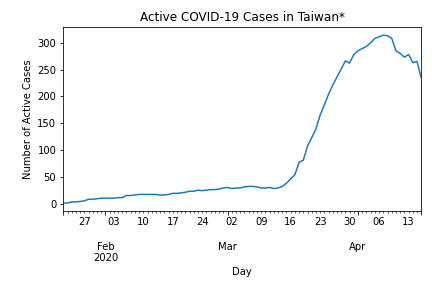 Active COVID-19 Cases in Taiwan*
Number of Active Cases
300
250
200
150
100
50
0
27 03 10 17 24 02 09 16 23 30 06 13
Feb Mar Apr
2020
Day